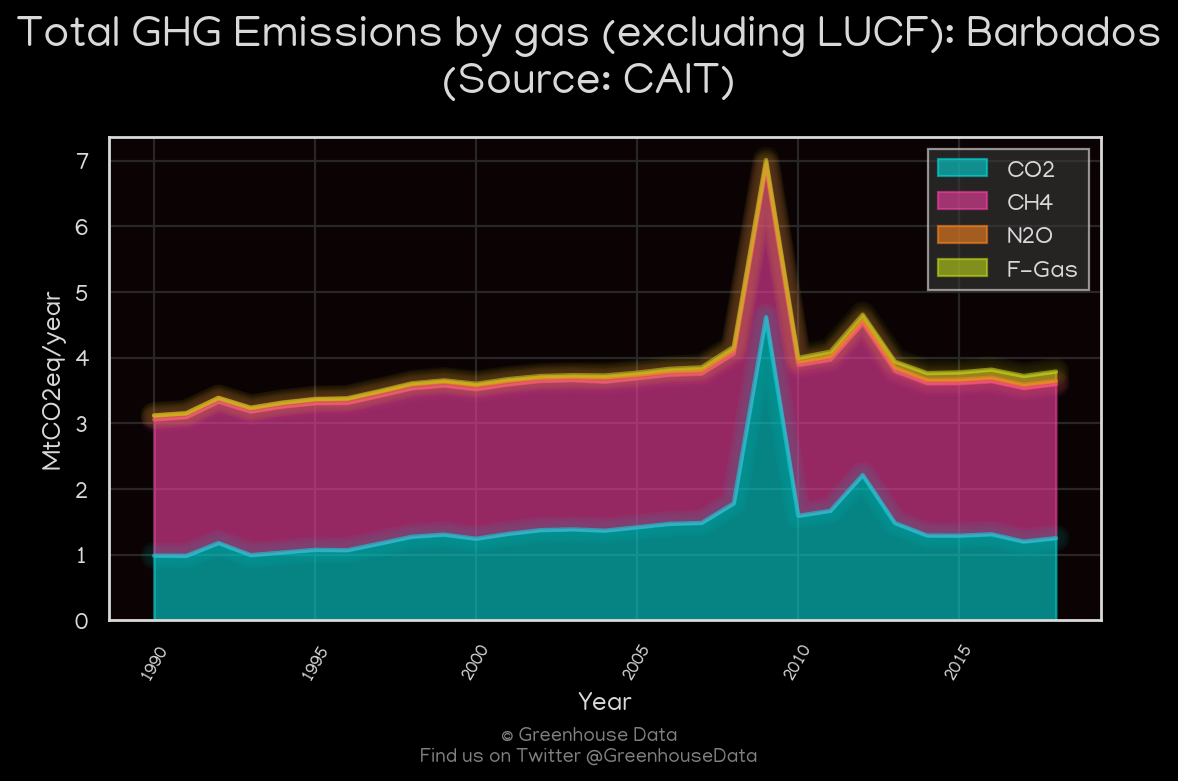 Total GHG Emissions by gas (excluding LUCF): Barbados
(Source: CAIT)
7
6
5
4
3
2
1
0
MtCO2eq/year
CO2
CH4
N2O
F-Gas
1990
1995
2000
2005
2010
2015
Year
© Greenhouse Data
Find us on Twitter @GreenhouseData